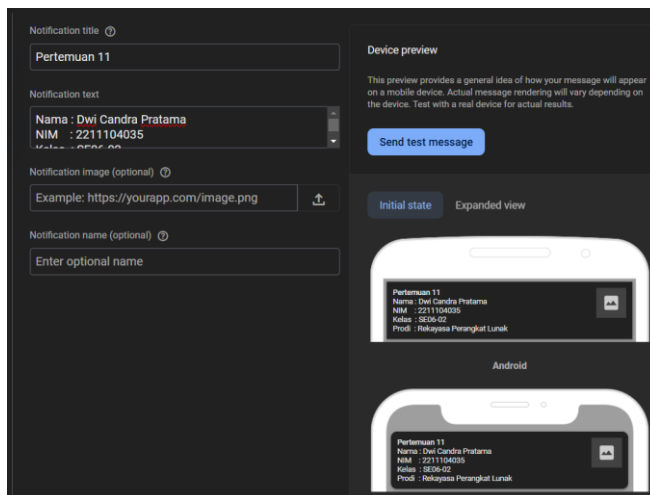 Notification title
Pertemuan 11
Notification text
Nama : Dwi Candra Pratama
NIM : 2211104035
Kelas : SE06-02
Notification image (optional)
Example: https://yourapp.com/image.png
Notification name (optional)
Enter optional name
Device preview
This preview provides a general idea of how your message will appear
on a mobile device. Actual message rendering will vary depending on
the device. Test with a real device for actual results.
Send test message
Initial state Expanded view
Pertemuan 11
Nama : Dwi Candra Pratama
NIM : 2211104035
Kelas : SE06-02
Prodi : Rekayasa Perangkat Lunak
Android
Pertemuan 11
Nama : Dwi Candra Pratama
NIM : 2211104035
Kelas : SE06-02
Prodi : Rekayasa Perangkat Lunak